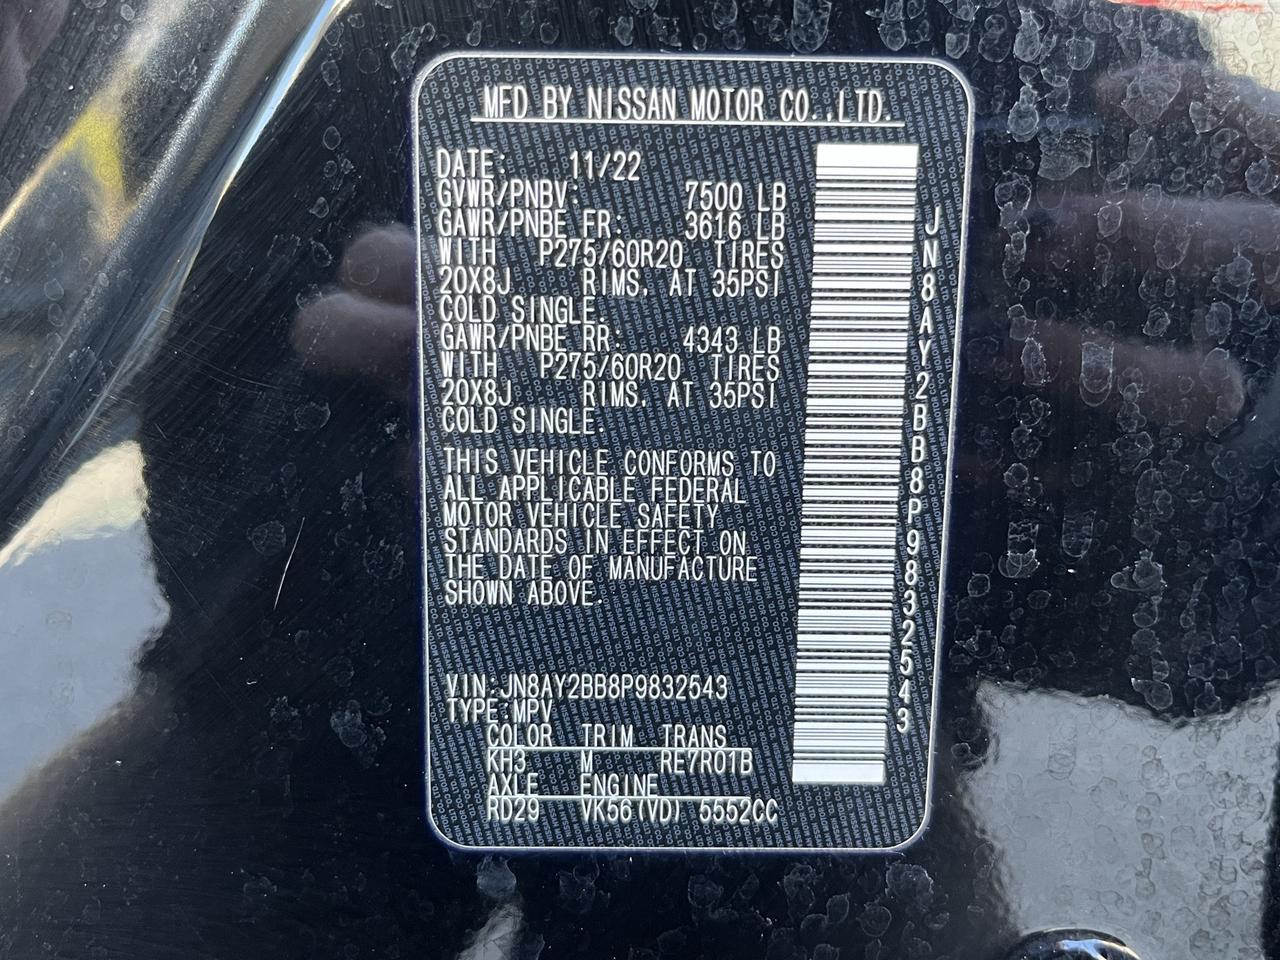 MFD BY NISSAN MOTOR CO.,LTD.
DATE: 11/22
GVWR/PNBV: 7500 LB
GAWR/PNBE FR: 3616 LB
WITH P275/60R20 TIRES
20X8J RIMS, AT 35PSI
COLD SINGLE.
GAWR/PNBE RR: 4343 LB
WITH P275/60R20 TIRES
20X8J RIMS, AT 35PSI
COLD SINGLE.
THIS VEHICLE CONFORMS TO
ALL APPLICABLE FEDERAL
MOTOR VEHICLE SAFETY
STANDARDS IN EFFECT ON
THE DATE OF MANUFACTURE
SHOWN ABOVE.
VIN:JN8AY2BB8P9832543
TYPE:MPV
COLOR TRIM TRANS
KH3 M RE7R01B
AXLE ENGINE
RD29 VK56(VD) 5552CC
JN8AY2BB8P9832543